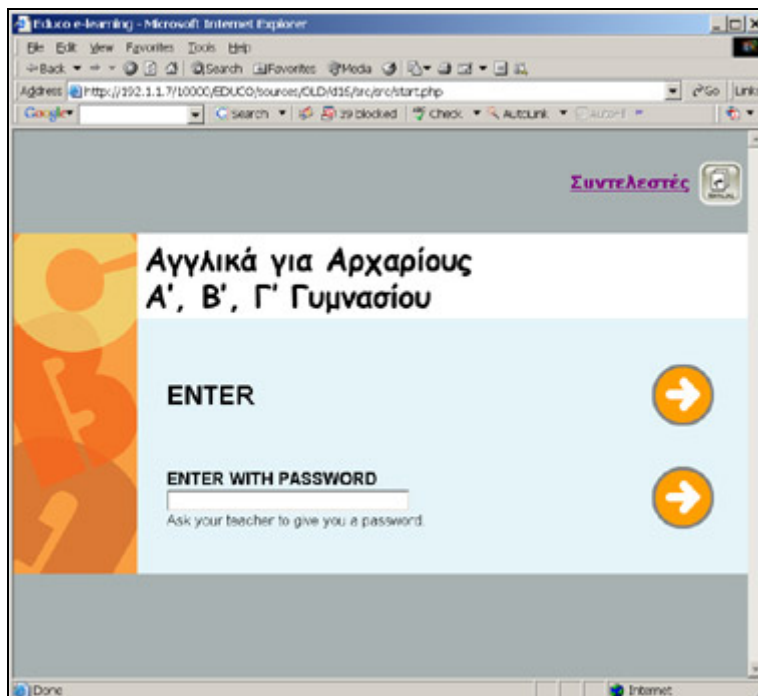 Educo e-learning - Microsoft Internet Explorer
File Edit View Favorites Tools Help
Back Search Favorites Media
Address http://192.1.1.7/10000/EDUCO/sources/OLD/d16/src/src/start.php Go Links
Google Search 29 blocked Check AutoLink AutoFill
Συντελεστές
Αγγλικά για Αρχαρίους
Α', Β', Γ' Γυμνασίου
ENTER
ENTER WITH PASSWORD
Ask your teacher to give you a password.
Done Internet